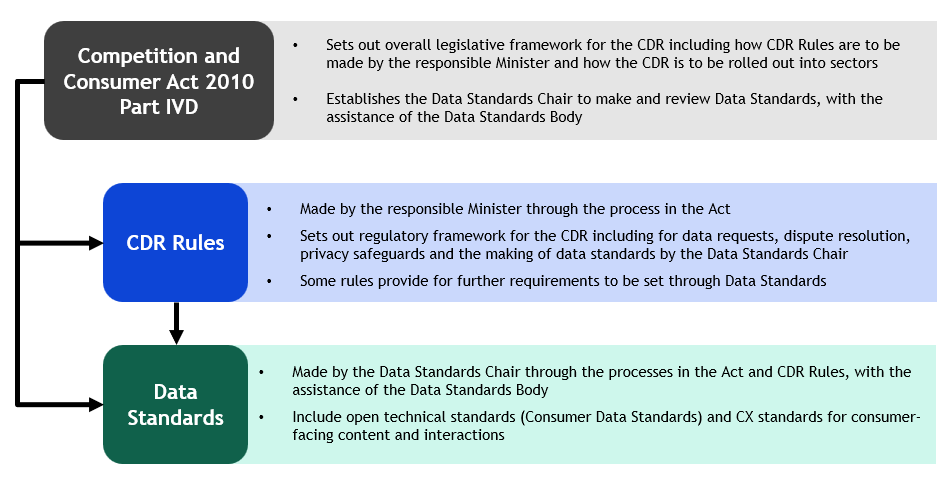 Competition and
Consumer Act 2010
Part IVD
• Sets out overall legislative framework for the CDR including how CDR Rules are to be
made by the responsible Minister and how the CDR is to be rolled out into sectors
• Establishes the Data Standards Chair to make and review Data Standards, with the
assistance of the Data Standards Body
CDR Rules
• Made by the responsible Minister through the process in the Act
• Sets out regulatory framework for the CDR including for data requests, dispute resolution,
privacy safeguards and the making of data standards by the Data Standards Chair
• Some rules provide for further requirements to be set through Data Standards
Data
Standards
• Made by the Data Standards Chair through the processes in the Act and CDR Rules, with the
assistance of the Data Standards Body
• Include open technical standards (Consumer Data Standards) and CX standards for consumer-
facing content and interactions